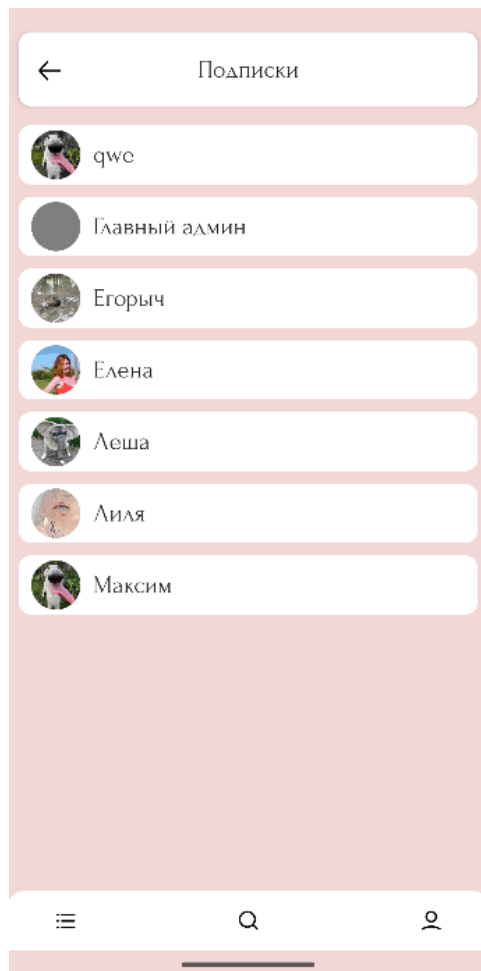 Подписки
qwe
Главный админ
Егорыч
Елена
Леша
Лиля
Максим